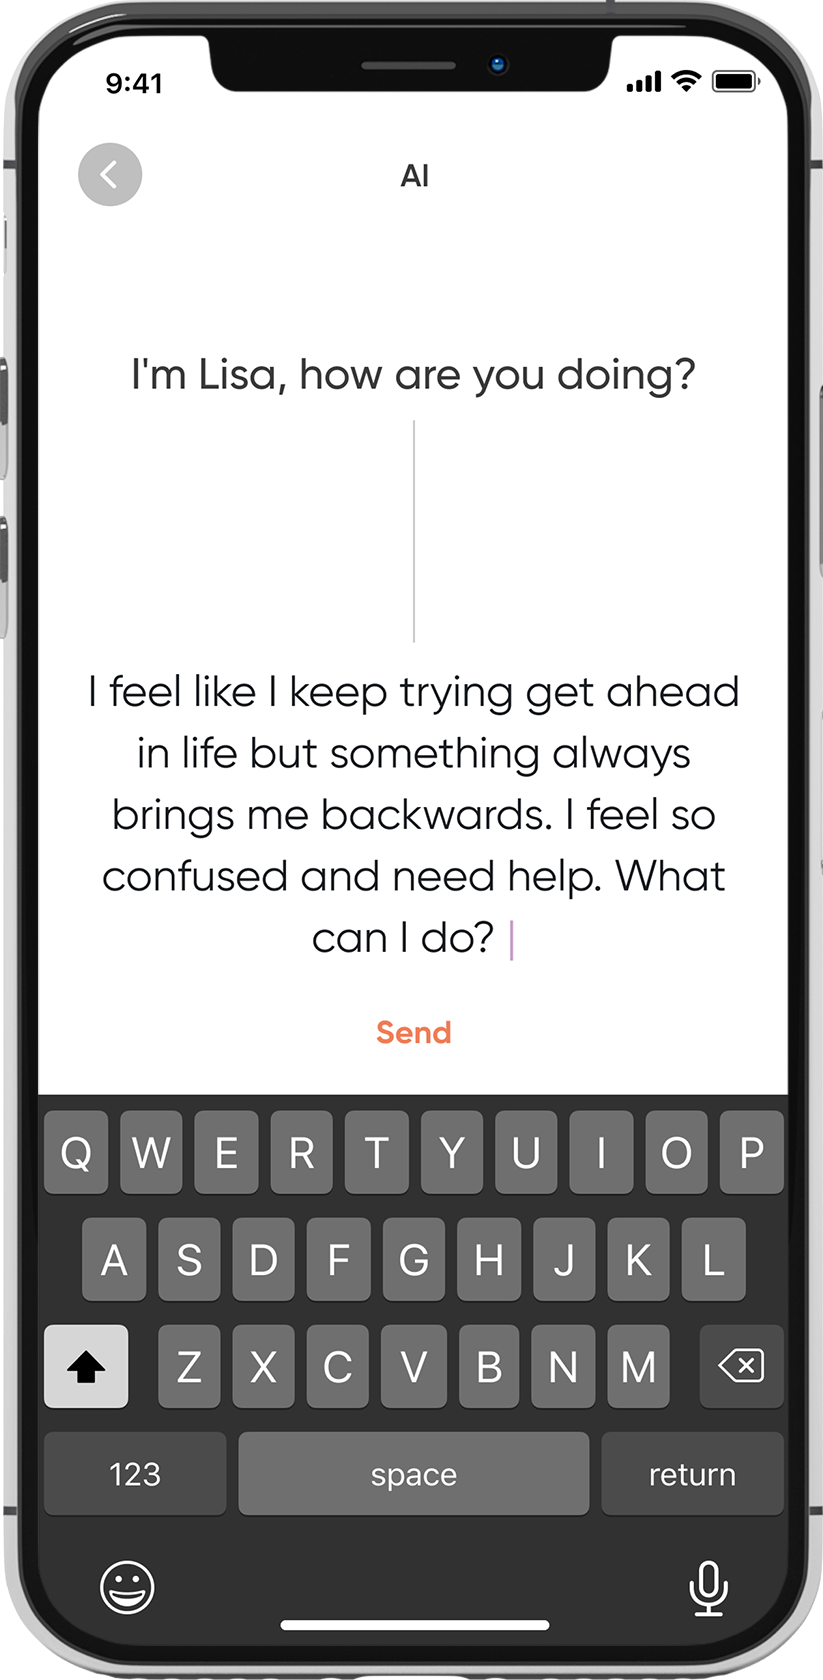 9:41
AI
I'm Lisa, how are you doing?
I feel like I keep trying get ahead
in life but something always
brings me backwards. I feel so
confused and need help. What
can I do?
Send
Q W E R T Y U I O P
A S D F G H J K L
Z X C V B N M
123 space return